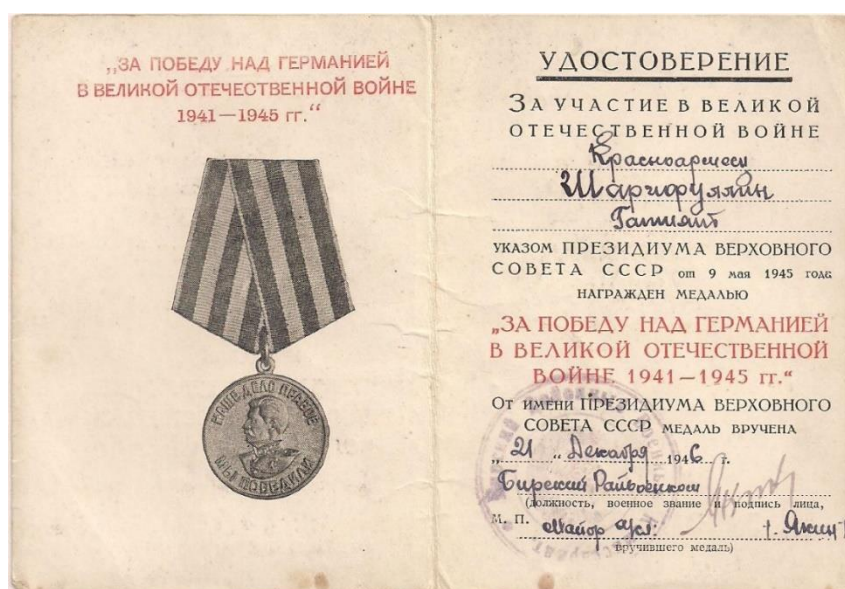 „ЗА ПОБЕДУ НАД ГЕРМАНИЕЙ
В ВЕЛИКОЙ ОТЕЧЕСТВЕННОЙ ВОЙНЕ
1941—1945 гг.“
НАШЕ ДЕЛО ПРАВОЕ
МЫ ПОБЕДИЛИ
УДОСТОВЕРЕНИЕ
ЗА УЧАСТИЕ В ВЕЛИКОЙ
ОТЕЧЕСТВЕННОЙ ВОЙНЕ
Красноармеец
УКАЗОМ ПРЕЗИДИУМА ВЕРХОВНОГО
СОВЕТА СССР от 9 мая 1945 года
НАГРАЖДЕН МЕДАЛЬЮ
„ЗА ПОБЕДУ НАД ГЕРМАНИЕЙ
В ВЕЛИКОЙ ОТЕЧЕСТВЕННОЙ
ВОЙНЕ 1941—1945 гг.“
ОТ ИМЕНИ ПРЕЗИДИУМА ВЕРХОВНОГО
СОВЕТА СССР МЕДАЛЬ ВРУЧЕНА
„21“ Декабря 1946 г.
Бирский Райвоенком
(должность, военное звание и подпись лица,
М. П. Майор
вручившего медаль)